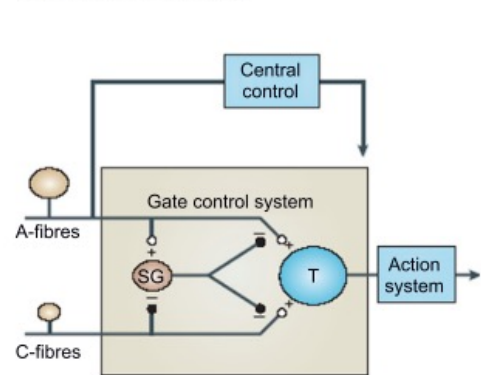 Central
control
Gate control system
A-fibres
+
–
+
SG
T
Action
system
–
–
+
C-fibres